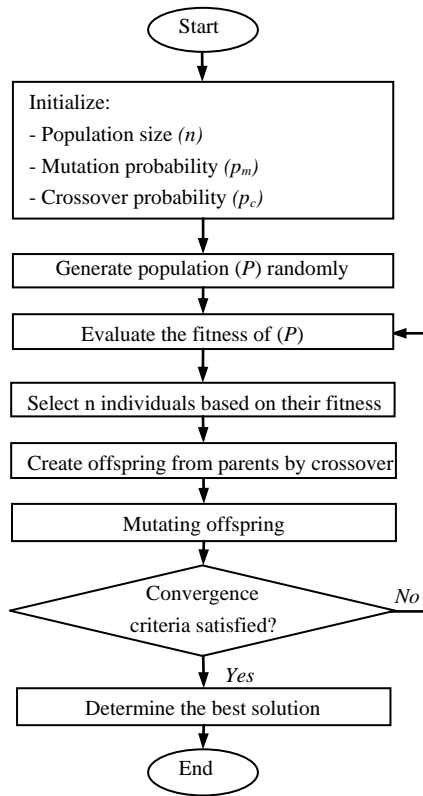 Start
Initialize:
- Population size (n)
- Mutation probability (pm)
- Crossover probability (pc)
Generate population (P) randomly
Evaluate the fitness of (P)
Select n individuals based on their fitness
Create offspring from parents by crossover
Mutating offspring
Convergence
criteria satisfied?
No
Yes
Determine the best solution
End